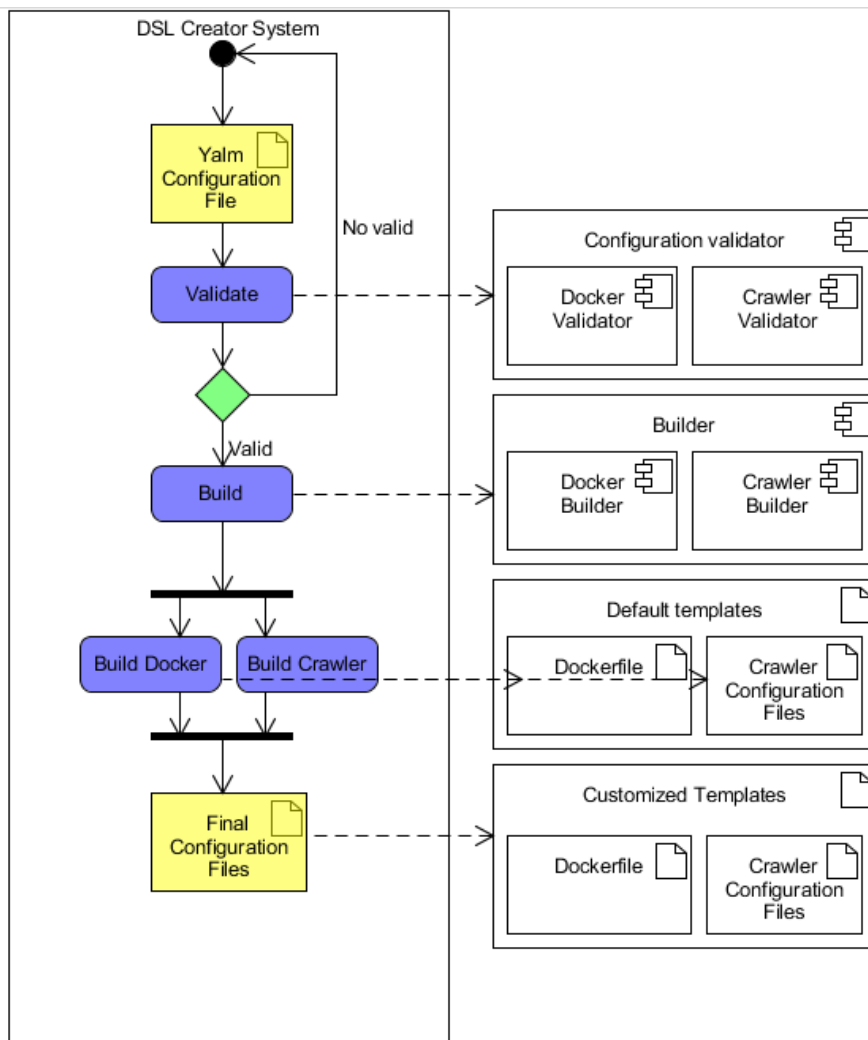 DSL Creator System
Yalm
Configuration
File
No valid
Validate
Valid
Build
Build Docker
Build Crawler
Final
Configuration
Files
Configuration validator
Docker
Validator
Crawler
Validator
Builder
Docker
Builder
Crawler
Builder
Default templates
Dockerfile
Crawler
Configuration
Files
Customized Templates
Dockerfile
Crawler
Configuration
Files